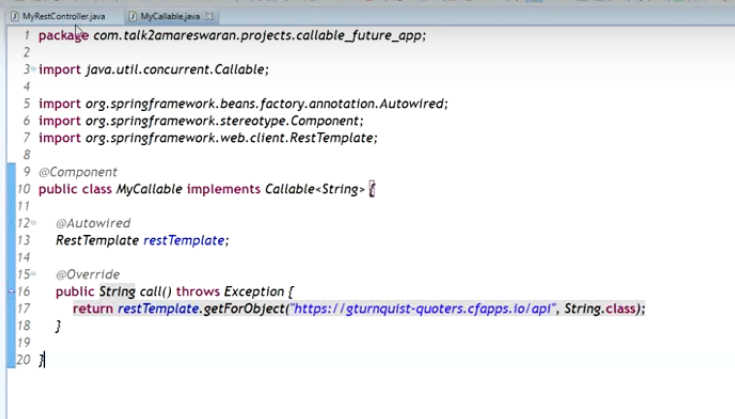 MyRestController.java MyCallable.java
1 package com.talk2amareswaran.projects.callable_future_app;
2
3 import java.util.concurrent.Callable;
4
5 import org.springframework.beans.factory.annotation.Autowired;
6 import org.springframework.stereotype.Component;
7 import org.springframework.web.client.RestTemplate;
8
9 @Component
10 public class MyCallable implements Callable<String> {
11
12 @Autowired
13 RestTemplate restTemplate;
14
15 @Override
16 public String call() throws Exception {
17 return restTemplate.getForObject("https://gturnquist-quoters.cfapps.io/api", String.class);
18 }
19
20 }